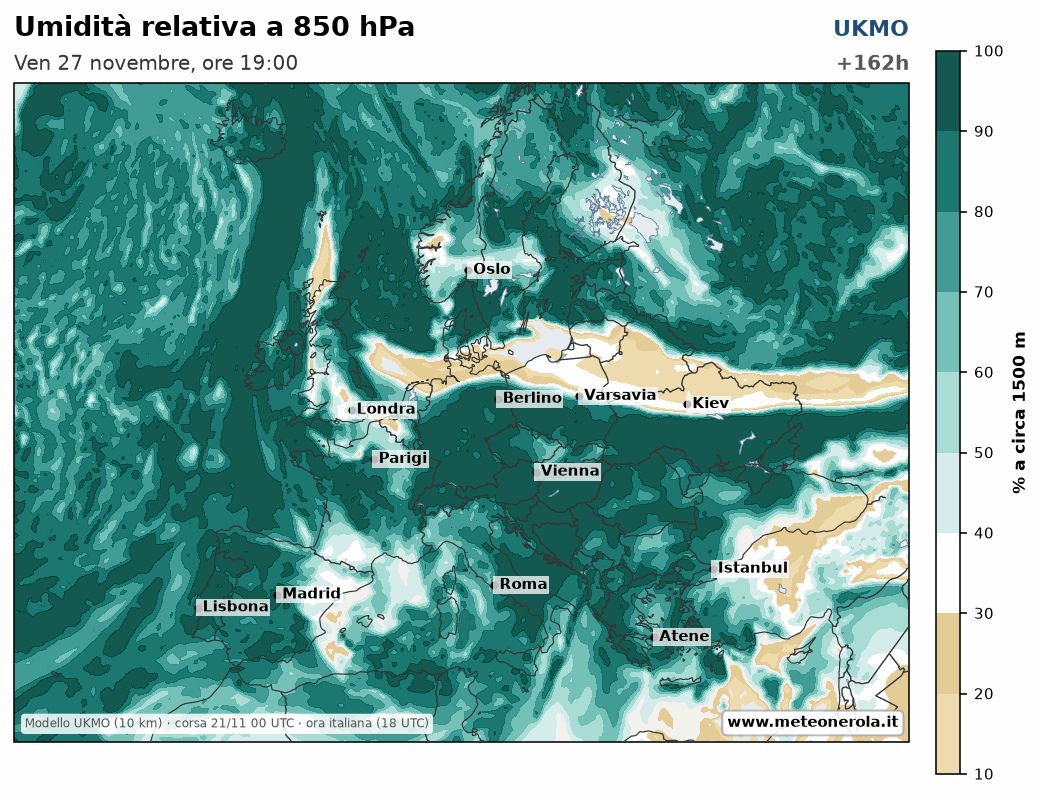 Umidità relativa a 850 hPa
UKMO
Ven 27 novembre, ore 19:00
+162h
100
90
80
70
60
50
40
30
20
10
% a circa 1500 m
Oslo
Londra
Berlino
Varsavia
Kiev
Parigi
Vienna
Istanbul
Roma
Madrid
Lisbona
Atene
Modello UKMO (10 km) · corsa 21/11 00 UTC · ora italiana (18 UTC)
www.meteonerola.it